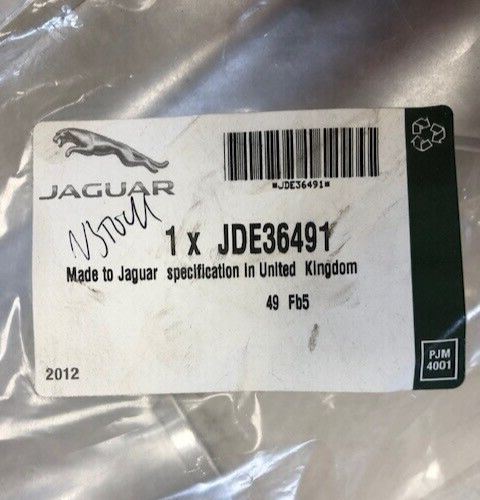 JAGUAR
*JDE36491*
1 x JDE36491
Made to Jaguar specification in United Kingdom
49 Fb5
2012
PJM
4001